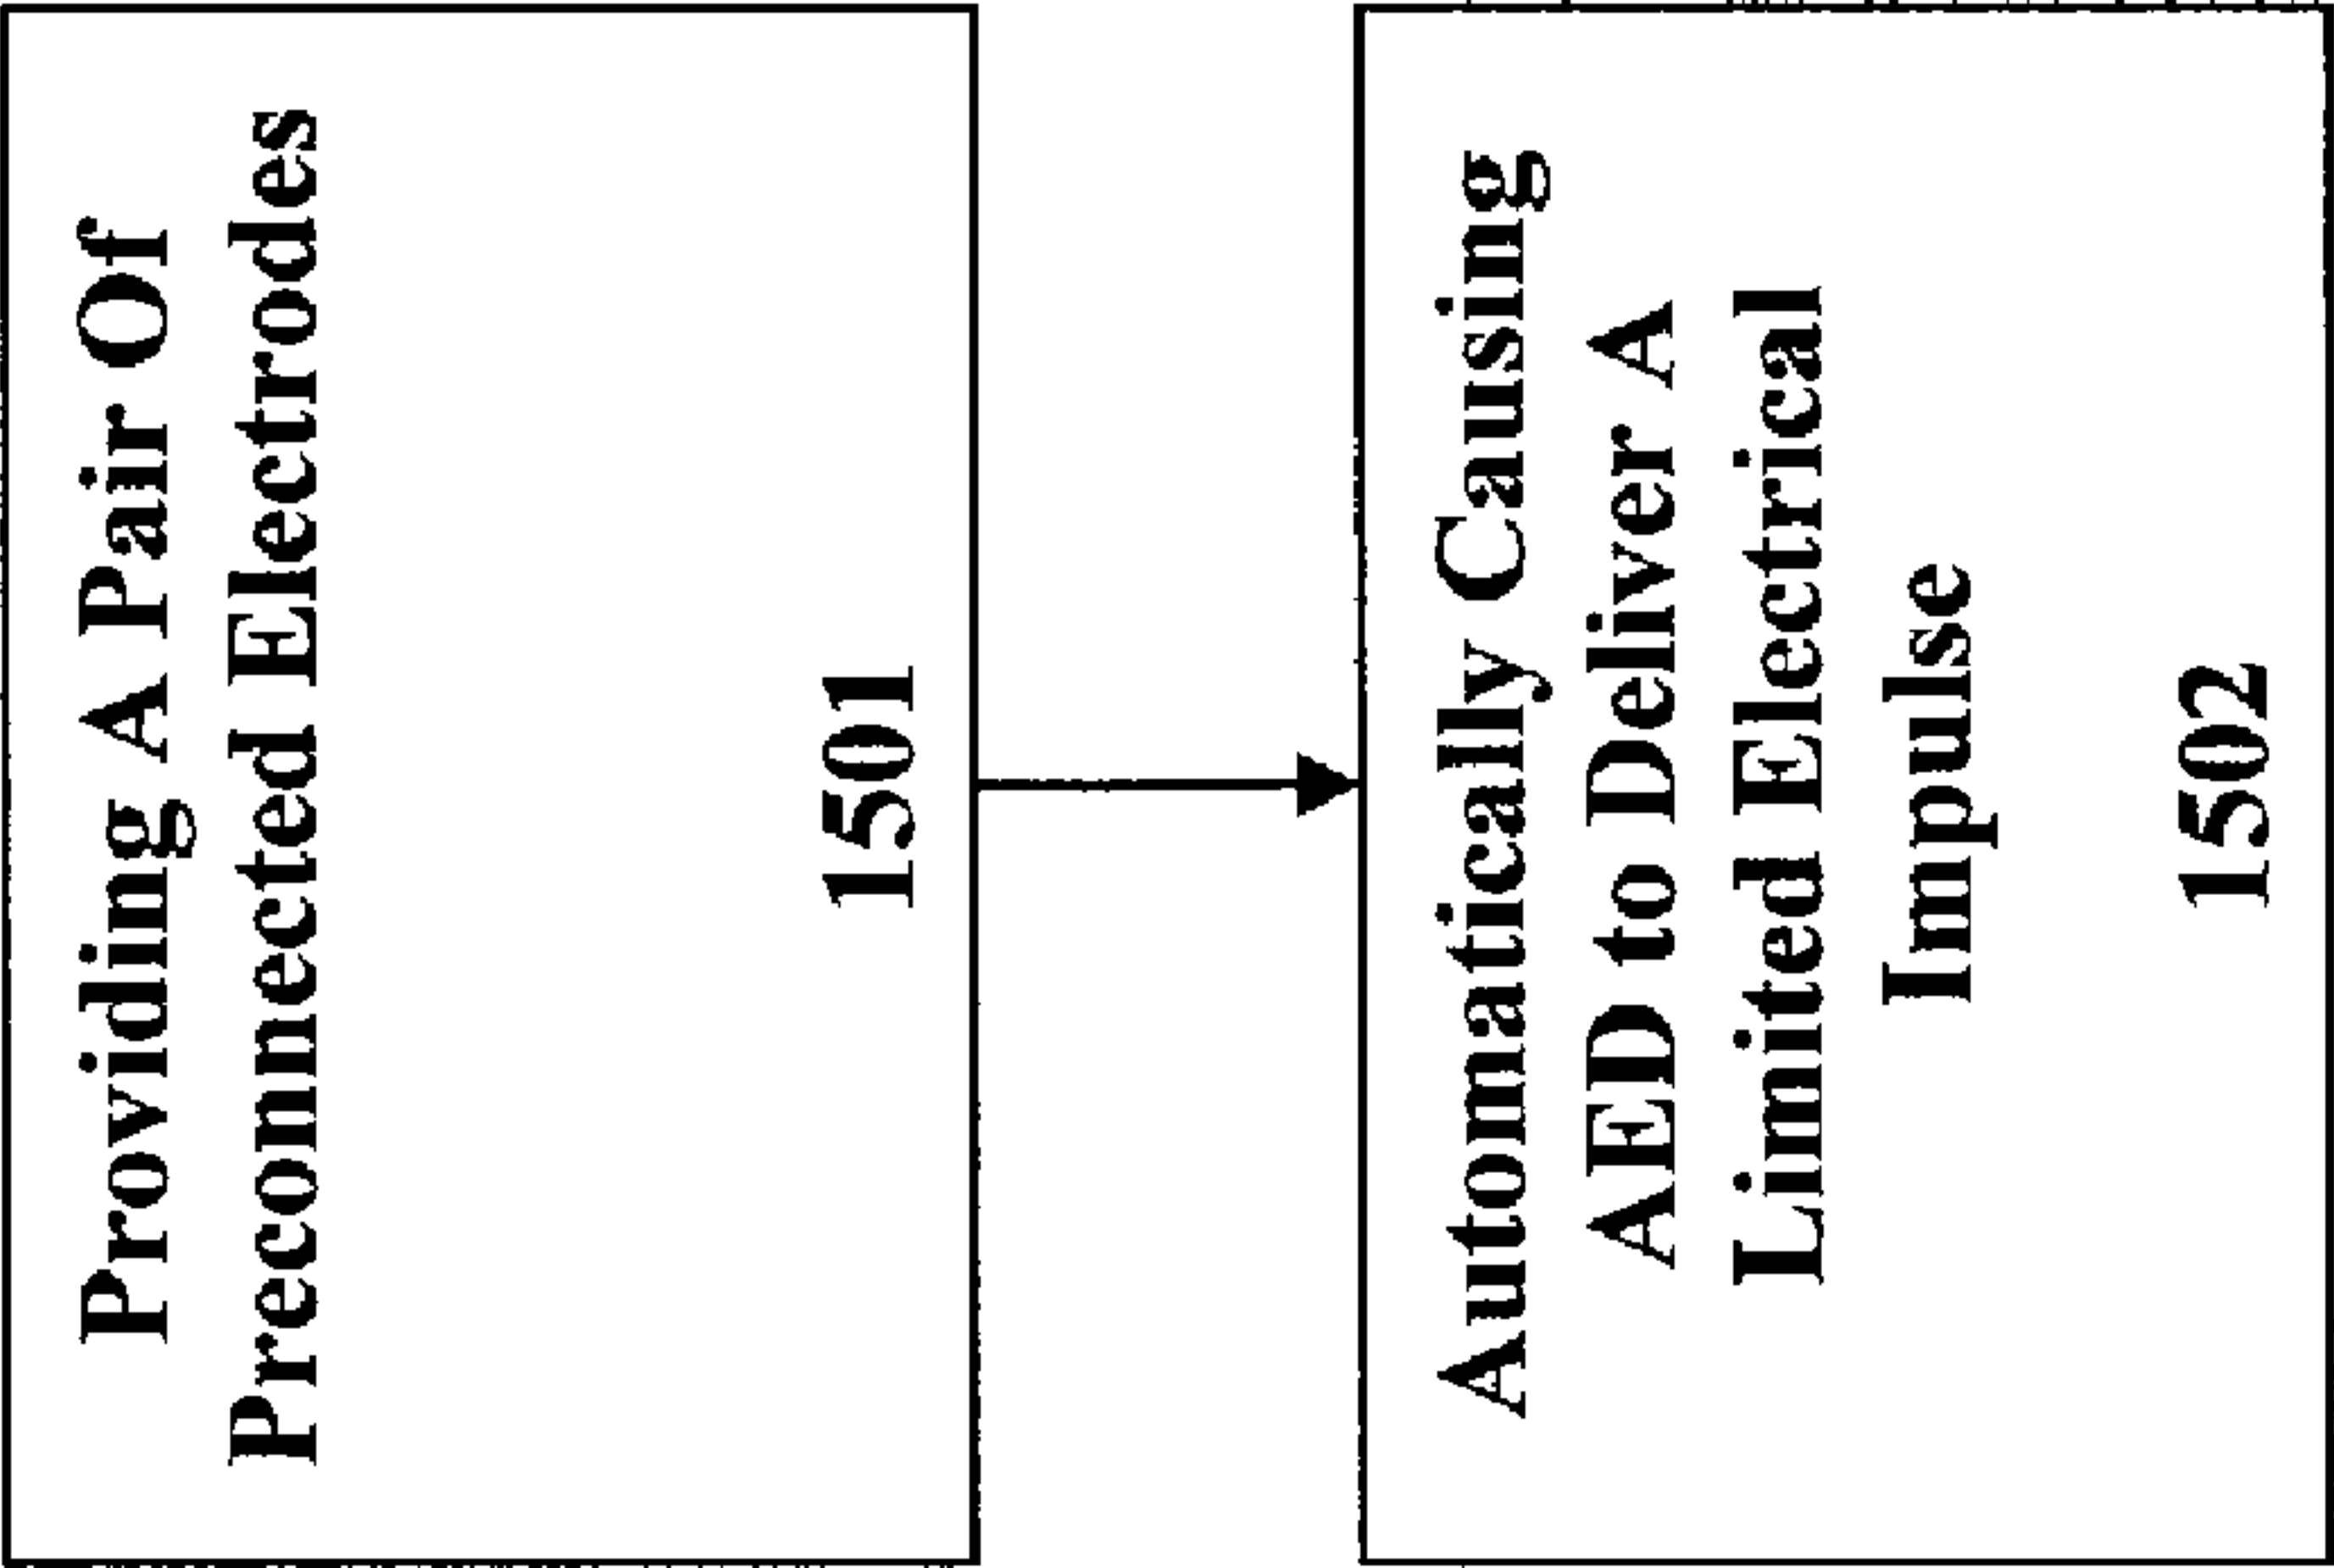 Providing A Pair Of
Preconnected Electrodes
1501
Automatically Causing
AED to Deliver A
Limited Electrical
Impulse
1502